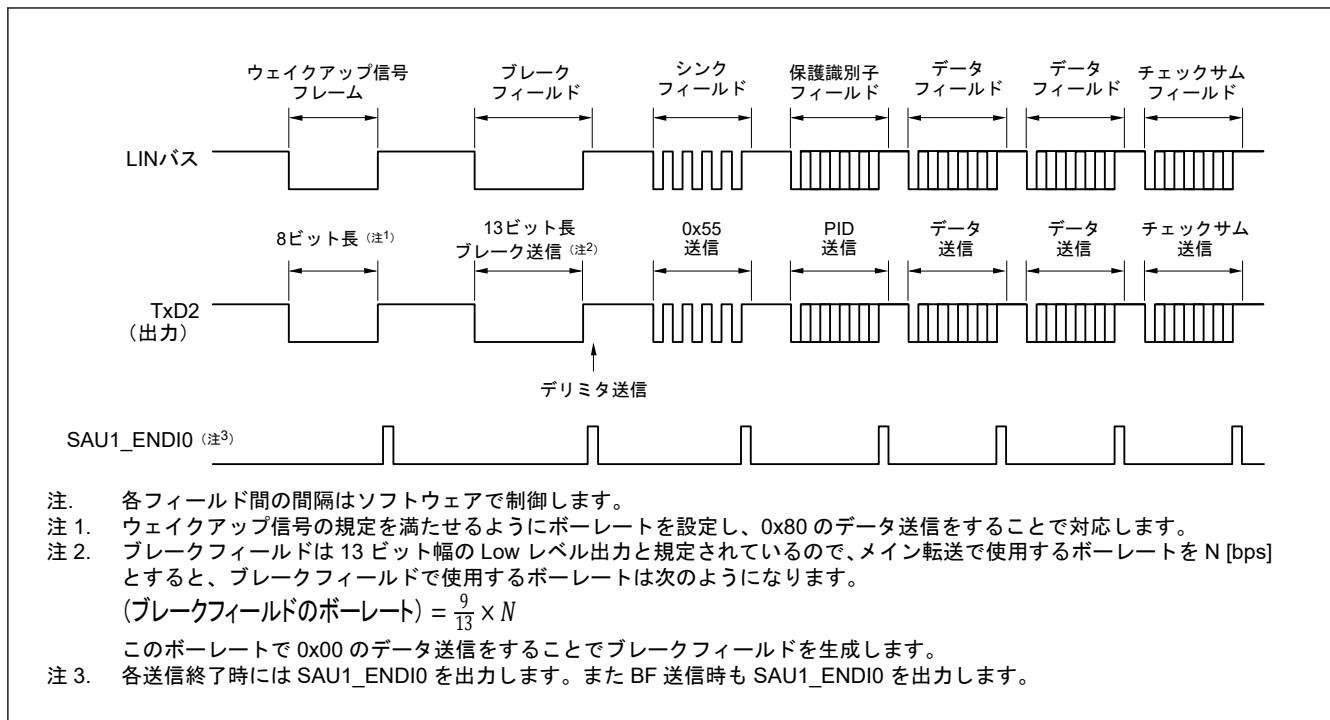 ウェイクアップ信号
フレーム
ブレーク
フィールド
シンク
フィールド
保護識別子
フィールド
データ
フィールド
データ
フィールド
チェックサム
フィールド
LINバス
8ビット長（注1）
13ビット長
ブレーク送信（注2）
0x55
送信
PID
送信
データ
送信
データ
送信
チェックサム
送信
TxD2
（出力）
デリミタ送信
SAU1_ENDI0（注3）
注. 各フィールド間の間隔はソフトウェアで制御します。
注 1. ウェイクアップ信号の規定を満たせるようにボーレートを設定し、0x80 のデータ送信をすることで対応します。
注 2. ブレークフィールドは 13 ビット幅の Low レベル出力と規定されているので、メイン転送で使用するボーレートを N [bps]
とすると、ブレークフィールドで使用するボーレートは次のようになります。
(ブレークフィールドのボーレート) = 9/13 × N
このボーレートで 0x00 のデータ送信をすることでブレークフィールドを生成します。
注 3. 各送信終了時には SAU1_ENDI0 を出力します。また BF 送信時も SAU1_ENDI0 を出力します。